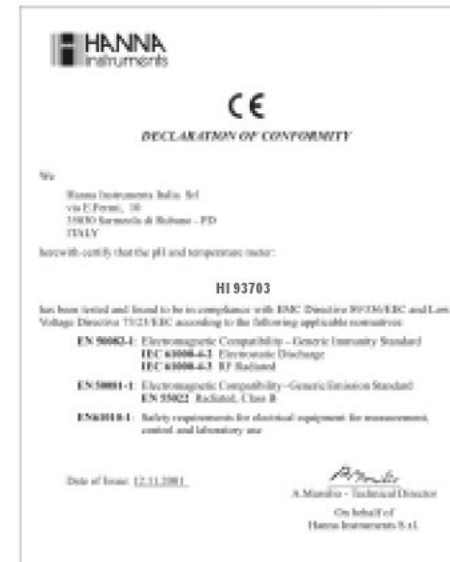 HANNA
instruments
CE
DECLARATION OF CONFORMITY
We
Hanna Instruments Italia Srl
via E.Fermi, 10
35030 Sarmeola di Rubano - PD
ITALY
herewith certify that the pH and temperature meter:
HI 93703
has been tested and found to be in compliance with EMC Directive 89/336/EEC and Low
Voltage Directive 73/23/EEC according to the following applicable normatives:
EN 50082-1: Electromagnetic Compatibility - Generic Immunity Standard
IEC 61000-4-2 Electrostatic Discharge
IEC 61000-4-3 RF Radiated
EN 50081-1: Electromagnetic Compatibility - Generic Emission Standard
EN 55022 Radiated, Class B
EN61010-1: Safety requirements for electrical equipment for measurement,
control and laboratory use
Date of Issue: 12.11.2001
A.Marsilio - Technical Director
On behalf of
Hanna Instruments S.r.l.